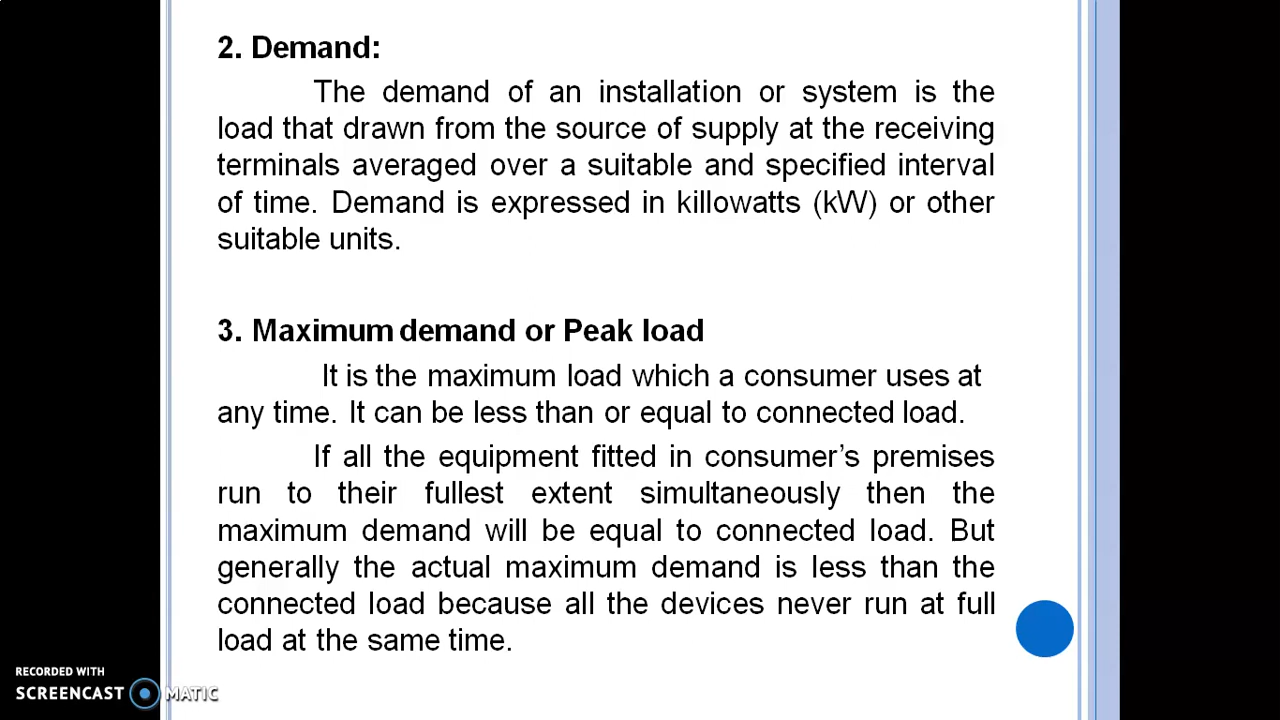 2. Demand:
The demand of an installation or system is the
load that drawn from the source of supply at the receiving
terminals averaged over a suitable and specified interval
of time. Demand is expressed in killowatts (kW) or other
suitable units.
3. Maximum demand or Peak load
It is the maximum load which a consumer uses at
any time. It can be less than or equal to connected load.
If all the equipment fitted in consumer’s premises
run to their fullest extent simultaneously then the
maximum demand will be equal to connected load. But
generally the actual maximum demand is less than the
connected load because all the devices never run at full
load at the same time.
RECORDED WITH
SCREENCAST MATIC